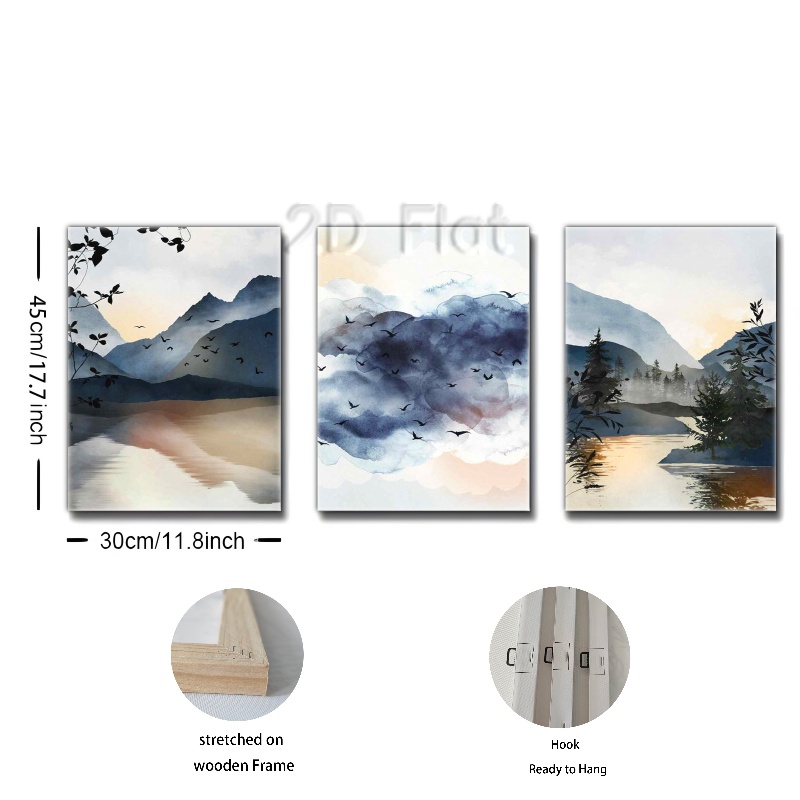 2D Flat
45cm/17.7inch
30cm/11.8inch
stretched on
wooden Frame
Hook
Ready to Hang